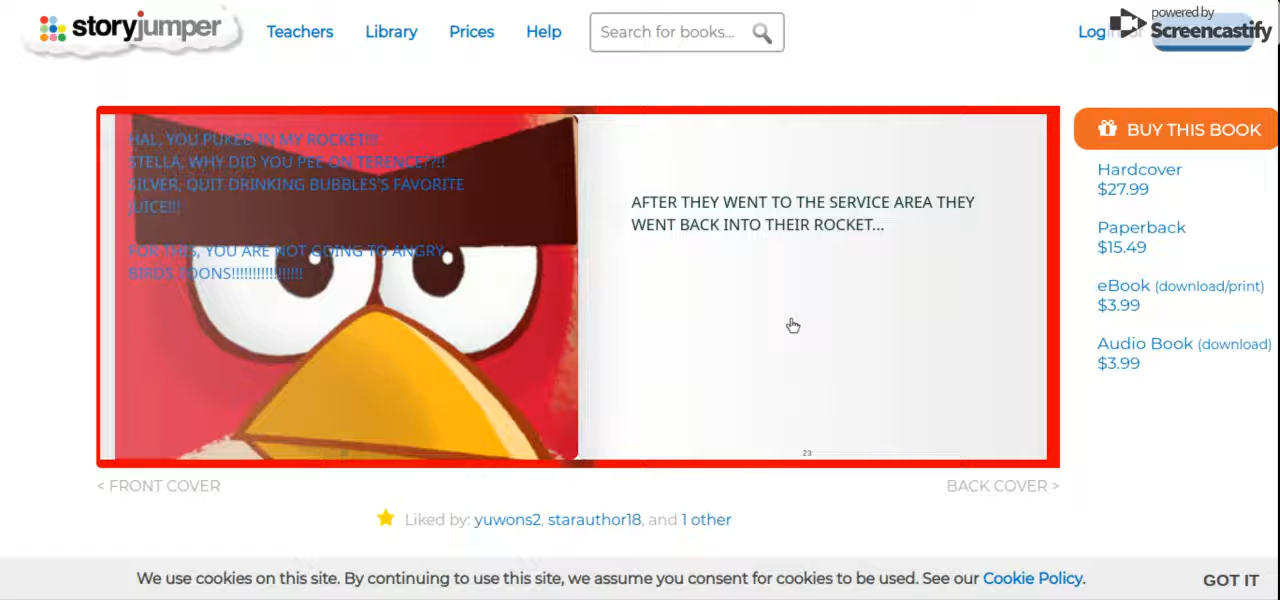 storyjumper
Teachers
Library
Prices
Help
Search for books...
Log
powered by
Screencastify
HAL, YOU PUKED IN MY ROCKET!!!
STELLA, WHY DID YOU PEE ON TERENCE??!!
SILVER, QUIT DRINKING BUBBLES'S FAVORITE
JUICE!!!
FOR THIS, YOU ARE NOT GOING TO ANGRY
BIRDS TOONS!!!!!!!!!!!!!!!!!
AFTER THEY WENT TO THE SERVICE AREA THEY
WENT BACK INTO THEIR ROCKET...
23
BUY THIS BOOK
Hardcover
$27.99
Paperback
$15.49
eBook (download/print)
$3.99
Audio Book (download)
$3.99
< FRONT COVER
BACK COVER >
Liked by: yuwons2, starauthor18, and 1 other
We use cookies on this site. By continuing to use this site, we assume you consent for cookies to be used. See our Cookie Policy.
GOT IT